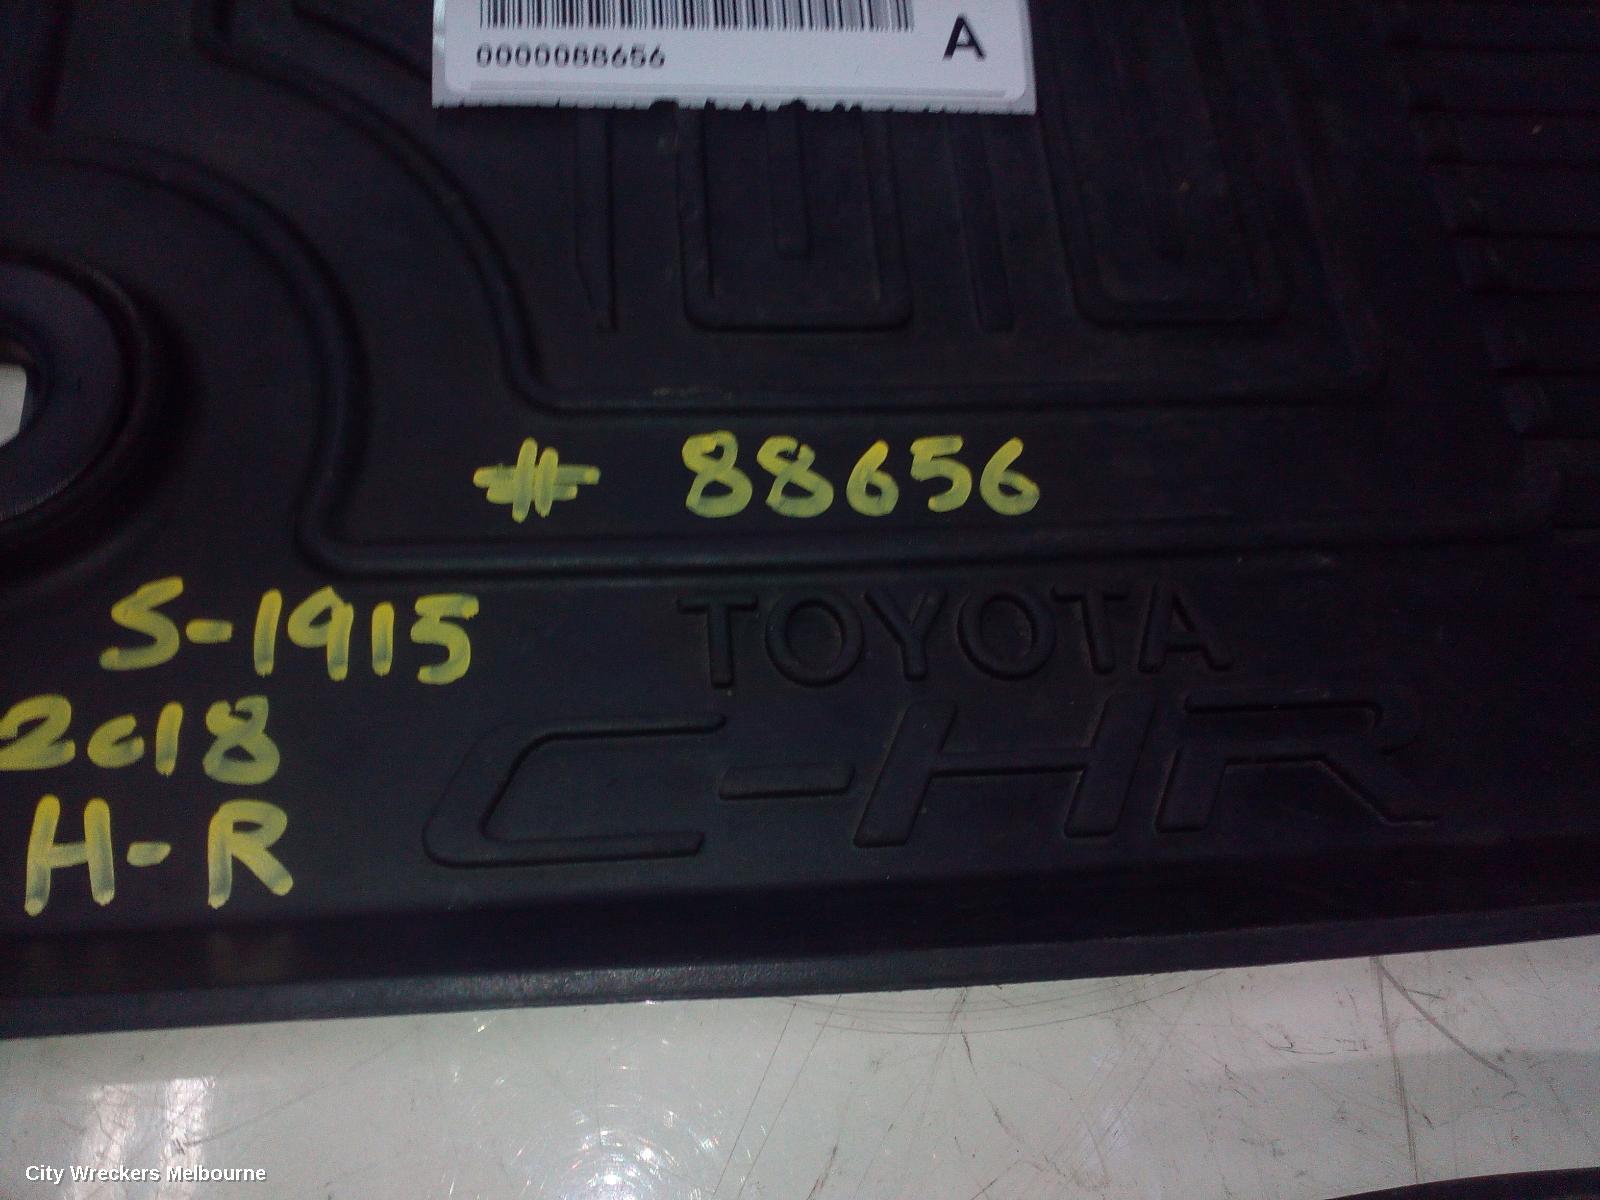 0000088656
A
# 88656
S-1915
2018
H-R
TOYOTA
C-HR
City Wreckers Melbourne